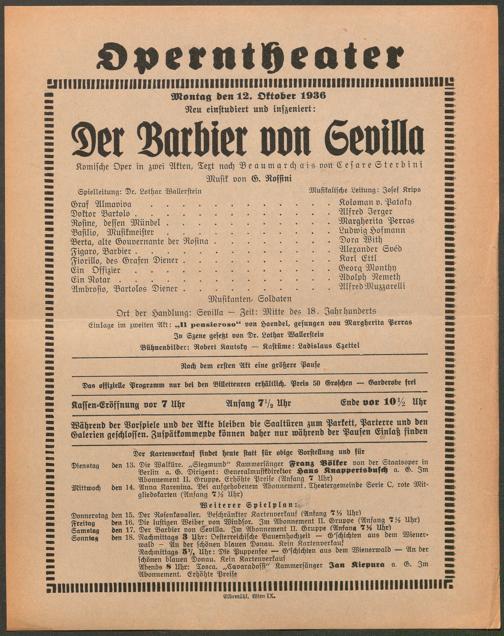 Operntheater
Montag den 12. Oktober 1936
Neu einstudiert und inszeniert:
Der Barbier von Sevilla
Komische Oper in zwei Akten, Text nach Beaumarchais von Cesare Sterbini
Musik von G. Rossini
Spielleitung: Dr. Lothar Wallerstein Musikalische Leitung: Josef Krips
Graf Almaviva . . . . . . . . . Koloman v. Pataky
Doktor Bartolo . . . . . . . . . Alfred Jerger
Rosine, dessen Mündel . . . . . . . . . Margherita Perras
Basilio, Musikmeister . . . . . . . . . Ludwig Hofmann
Berta, alte Gouvernante der Rosina . . . . . . . . . Dora With
Figaro, Barbier . . . . . . . . . Alexander Svéd
Fiorillo, des Grafen Diener . . . . . . . . . Karl Ettl
Ein Offizier . . . . . . . . . Georg Monthy
Ein Notar . . . . . . . . . Adolph Nemeth
Ambrosio, Bartolos Diener . . . . . . . . . Alfred Muzzarelli
Musikanten, Soldaten
Ort der Handlung: Sevilla — Zeit: Mitte des 18. Jahrhunderts
Einlage im zweiten Akt: „Il pensieroso" von Haendel, gesungen von Margherita Perras
In Szene gesetzt von Dr. Lothar Wallerstein
Bühnenbilder: Robert Kautsky — Kostüme: Ladislaus Czettel
Nach dem ersten Akt eine größere Pause
Das offizielle Programm nur bei den Billetteuren erhältlich. Preis 50 Groschen — Garderobe frei
Kassen-Eröffnung vor 7 Uhr Anfang 7½ Uhr Ende vor 10½ Uhr
Während der Vorspiele und der Akte bleiben die Saaltüren zum Parkett, Parterre und den
Galerien geschlossen. Zuspätkommende können daher nur während der Pausen Einlaß finden
Der Kartenverkauf findet heute statt für obige Vorstellung und für
Dienstag den 13. Die Walküre. „Siegmund" Kammersänger Franz Völker von der Staatsoper in
Berlin a. G. Dirigent: Generalmusikdirektor Hans Knappertsbusch a. G. Im
Abonnement II. Gruppe. Erhöhte Preise (Anfang 7 Uhr)
Mittwoch den 14. Anna Karenina. Bei aufgehobenem Abonnement. Theatergemeinde Serie C, rote Mit-
gliedskarten (Anfang 7½ Uhr)
Weiterer Spielplan:
Donnerstag den 15. Der Rosenkavalier. Beschränkter Kartenverkauf (Anfang 7½ Uhr)
Freitag den 16. Die lustigen Weiber von Windsor. Im Abonnement II. Gruppe (Anfang 7½ Uhr)
Samstag den 17. Der Barbier von Sevilla. Im Abonnement II. Gruppe (Anfang 7½ Uhr)
Sonntag den 18. Nachmittags 3 Uhr: Österreichische Bauernhochzeit — G'schichten aus dem Wiener-
wald — An der schönen blauen Donau. Kein Kartenverkauf
Nachmittags 5½ Uhr: Die Puppenfee — G'schichten aus dem Wienerwald — An der
schönen blauen Donau. Kein Kartenverkauf
Abends 8 Uhr: Tosca. „Cavaradossi" Kammersänger Jan Kiepura a. G. Im
Abonnement. Erhöhte Preise
Elbemühl, Wien IX.